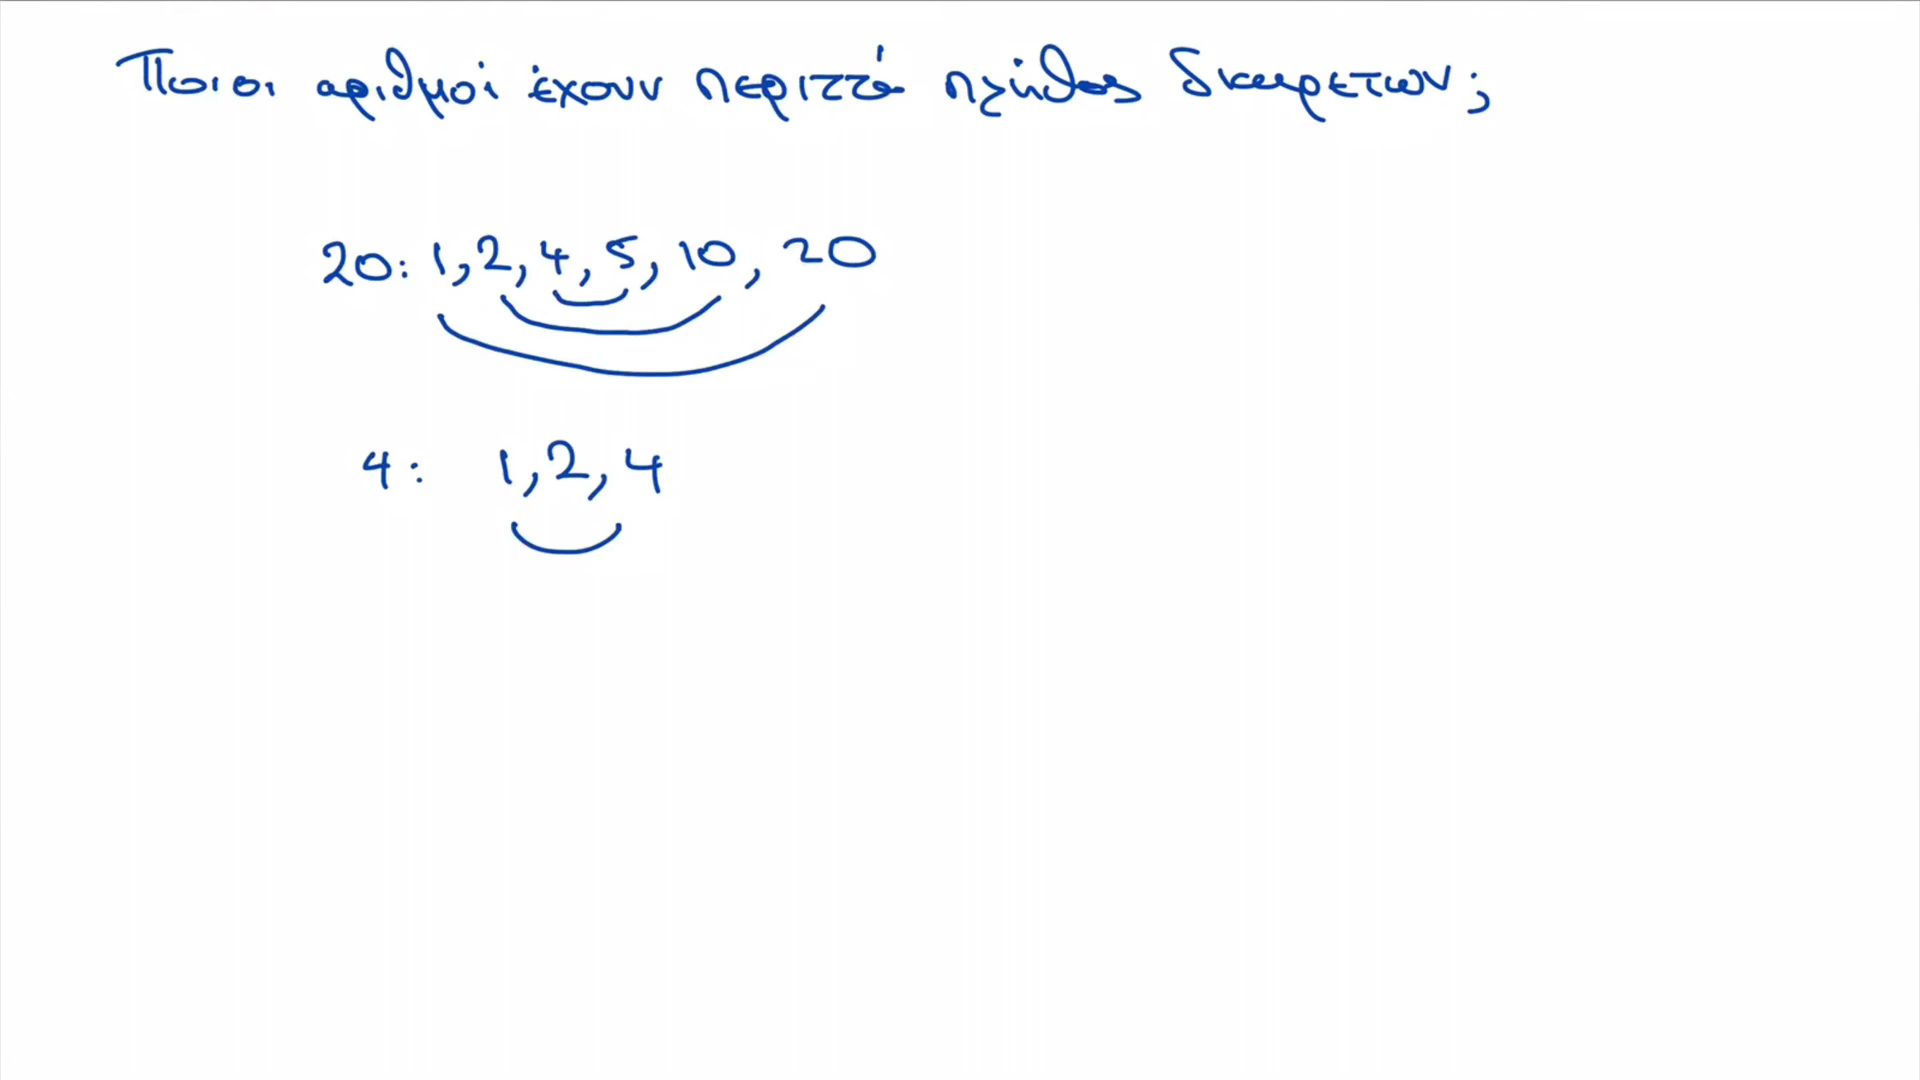 Ποιοι αριθμοί έχουν περιττό πλήθος διαιρετών;
20: 1, 2, 4, 5, 10, 20
4: 1, 2, 4